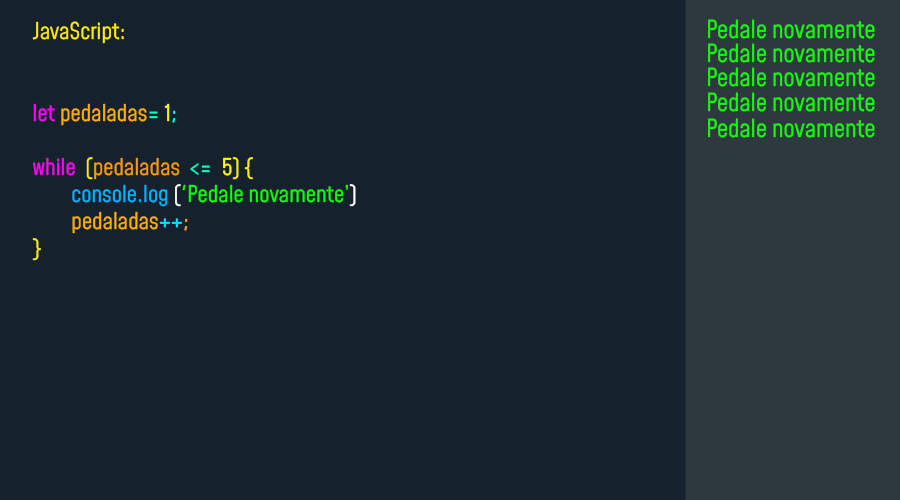 JavaScript:
let pedaladas= 1;
while (pedaladas <= 5) {
console.log ('Pedale novamente')
pedaladas++;
}
Pedale novamente
Pedale novamente
Pedale novamente
Pedale novamente
Pedale novamente